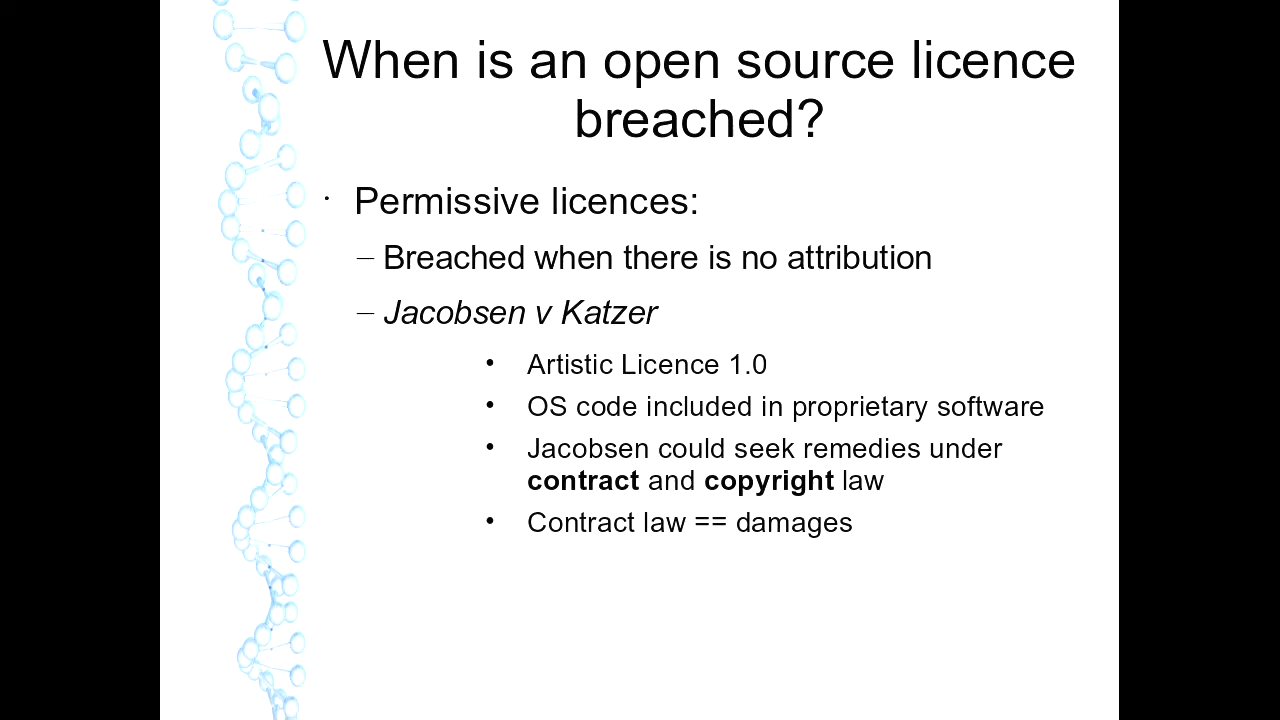 When is an open source licence
breached?
· Permissive licences:
– Breached when there is no attribution
– Jacobsen v Katzer
• Artistic Licence 1.0
• OS code included in proprietary software
• Jacobsen could seek remedies under
contract and copyright law
• Contract law == damages